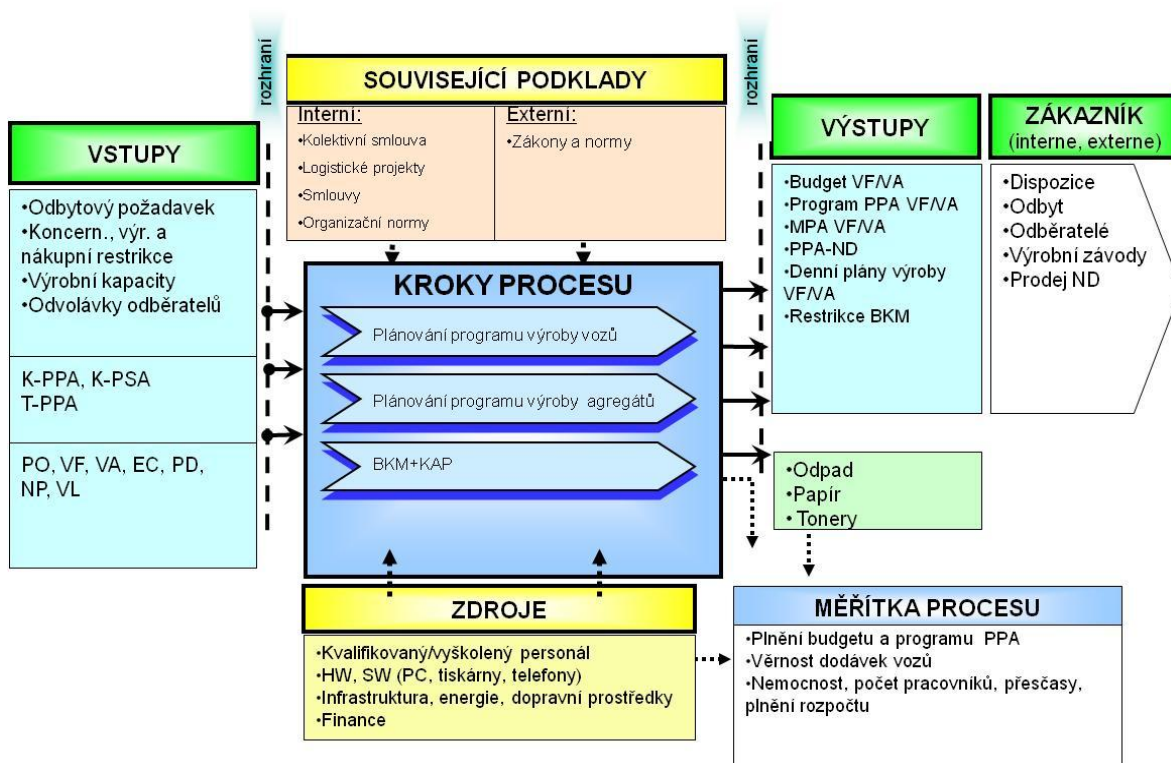 rozhraní
SOUVISEJÍCÍ PODKLADY
Interní:
•Kolektivní smlouva
•Logistické projekty
•Smlouvy
•Organizační normy
Externí:
•Zákony a normy
rozhraní
VSTUPY
•Odbytový požadavek
•Koncern., výr. a
nákupní restrikce
•Výrobní kapacity
•Odvolávky odběratelů
K-PPA, K-PSA
T-PPA
PO, VF, VA, EC, PD,
NP, VL
KROKY PROCESU
Plánování programu výroby vozů
Plánování programu výroby agregátů
BKM+KAP
VÝSTUPY
•Budget VF/VA
•Program PPA VF/VA
•MPA VF/VA
•PPA-ND
•Denní plány výroby
VF/VA
•Restrikce BKM
ZÁKAZNÍK
(interne, externe)
•Dispozice
•Odbyt
•Odběratelé
•Výrobní závody
•Prodej ND
•Odpad
•Papír
•Tonery
ZDROJE
•Kvalifikovaný/vyškolený personál
•HW, SW (PC, tiskárny, telefony)
•Infrastruktura, energie, dopravní prostředky
•Finance
MĚŘÍTKA PROCESU
•Plnění budgetu a programu PPA
•Věrnost dodávek vozů
•Nemocnost, počet pracovníků, přesčasy,
plnění rozpočtu